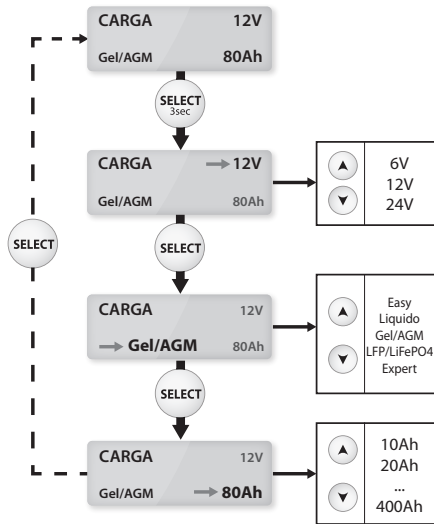 CARGA 12V
Gel/AGM 80Ah
SELECT
3sec
CARGA 12V
Gel/AGM 80Ah
6V
12V
24V
SELECT
SELECT
CARGA 12V
Gel/AGM 80Ah
Easy
Liquido
Gel/AGM
LFP/LiFePO4
Expert
SELECT
CARGA 12V
Gel/AGM 80Ah
10Ah
20Ah
...
400Ah